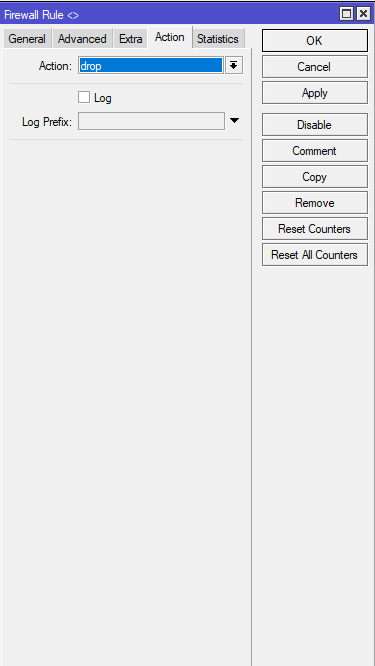 Firewall Rule <>
General Advanced Extra Action Statistics
Action: drop
Log
Log Prefix:
OK
Cancel
Apply
Disable
Comment
Copy
Remove
Reset Counters
Reset All Counters